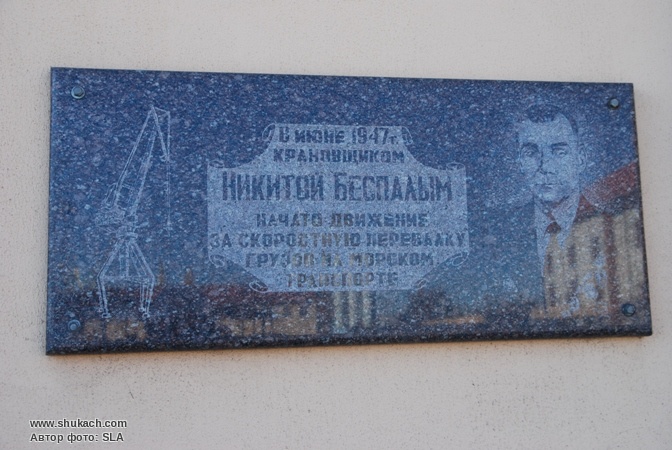 В ИЮНЕ 1947 г.
КРАНОВЩИКОМ
НИКИТОЙ БЕСПАЛЫМ
НАЧАТО ДВИЖЕНИЕ
ЗА СКОРОСТНУЮ ПЕРЕВАЛКУ
ГРУЗОВ НА МОРСКОМ
ТРАНСПОРТЕ
www.shukach.com
Автор фото: SLA